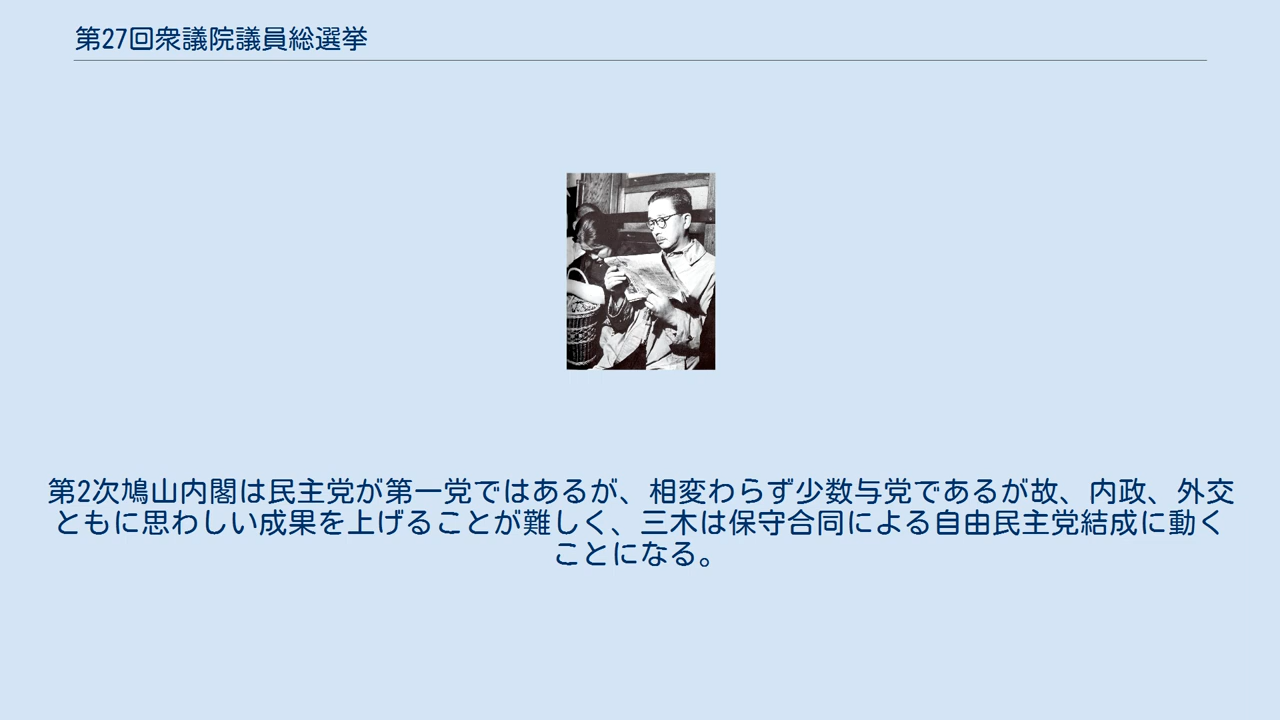 第27回衆議院議員総選挙
第2次鳩山内閣は民主党が第一党ではあるが、相変わらず少数与党であるが故、内政、外交
ともに思わしい成果を上げることが難しく、三木は保守合同による自由民主党結成に動く
ことになる。